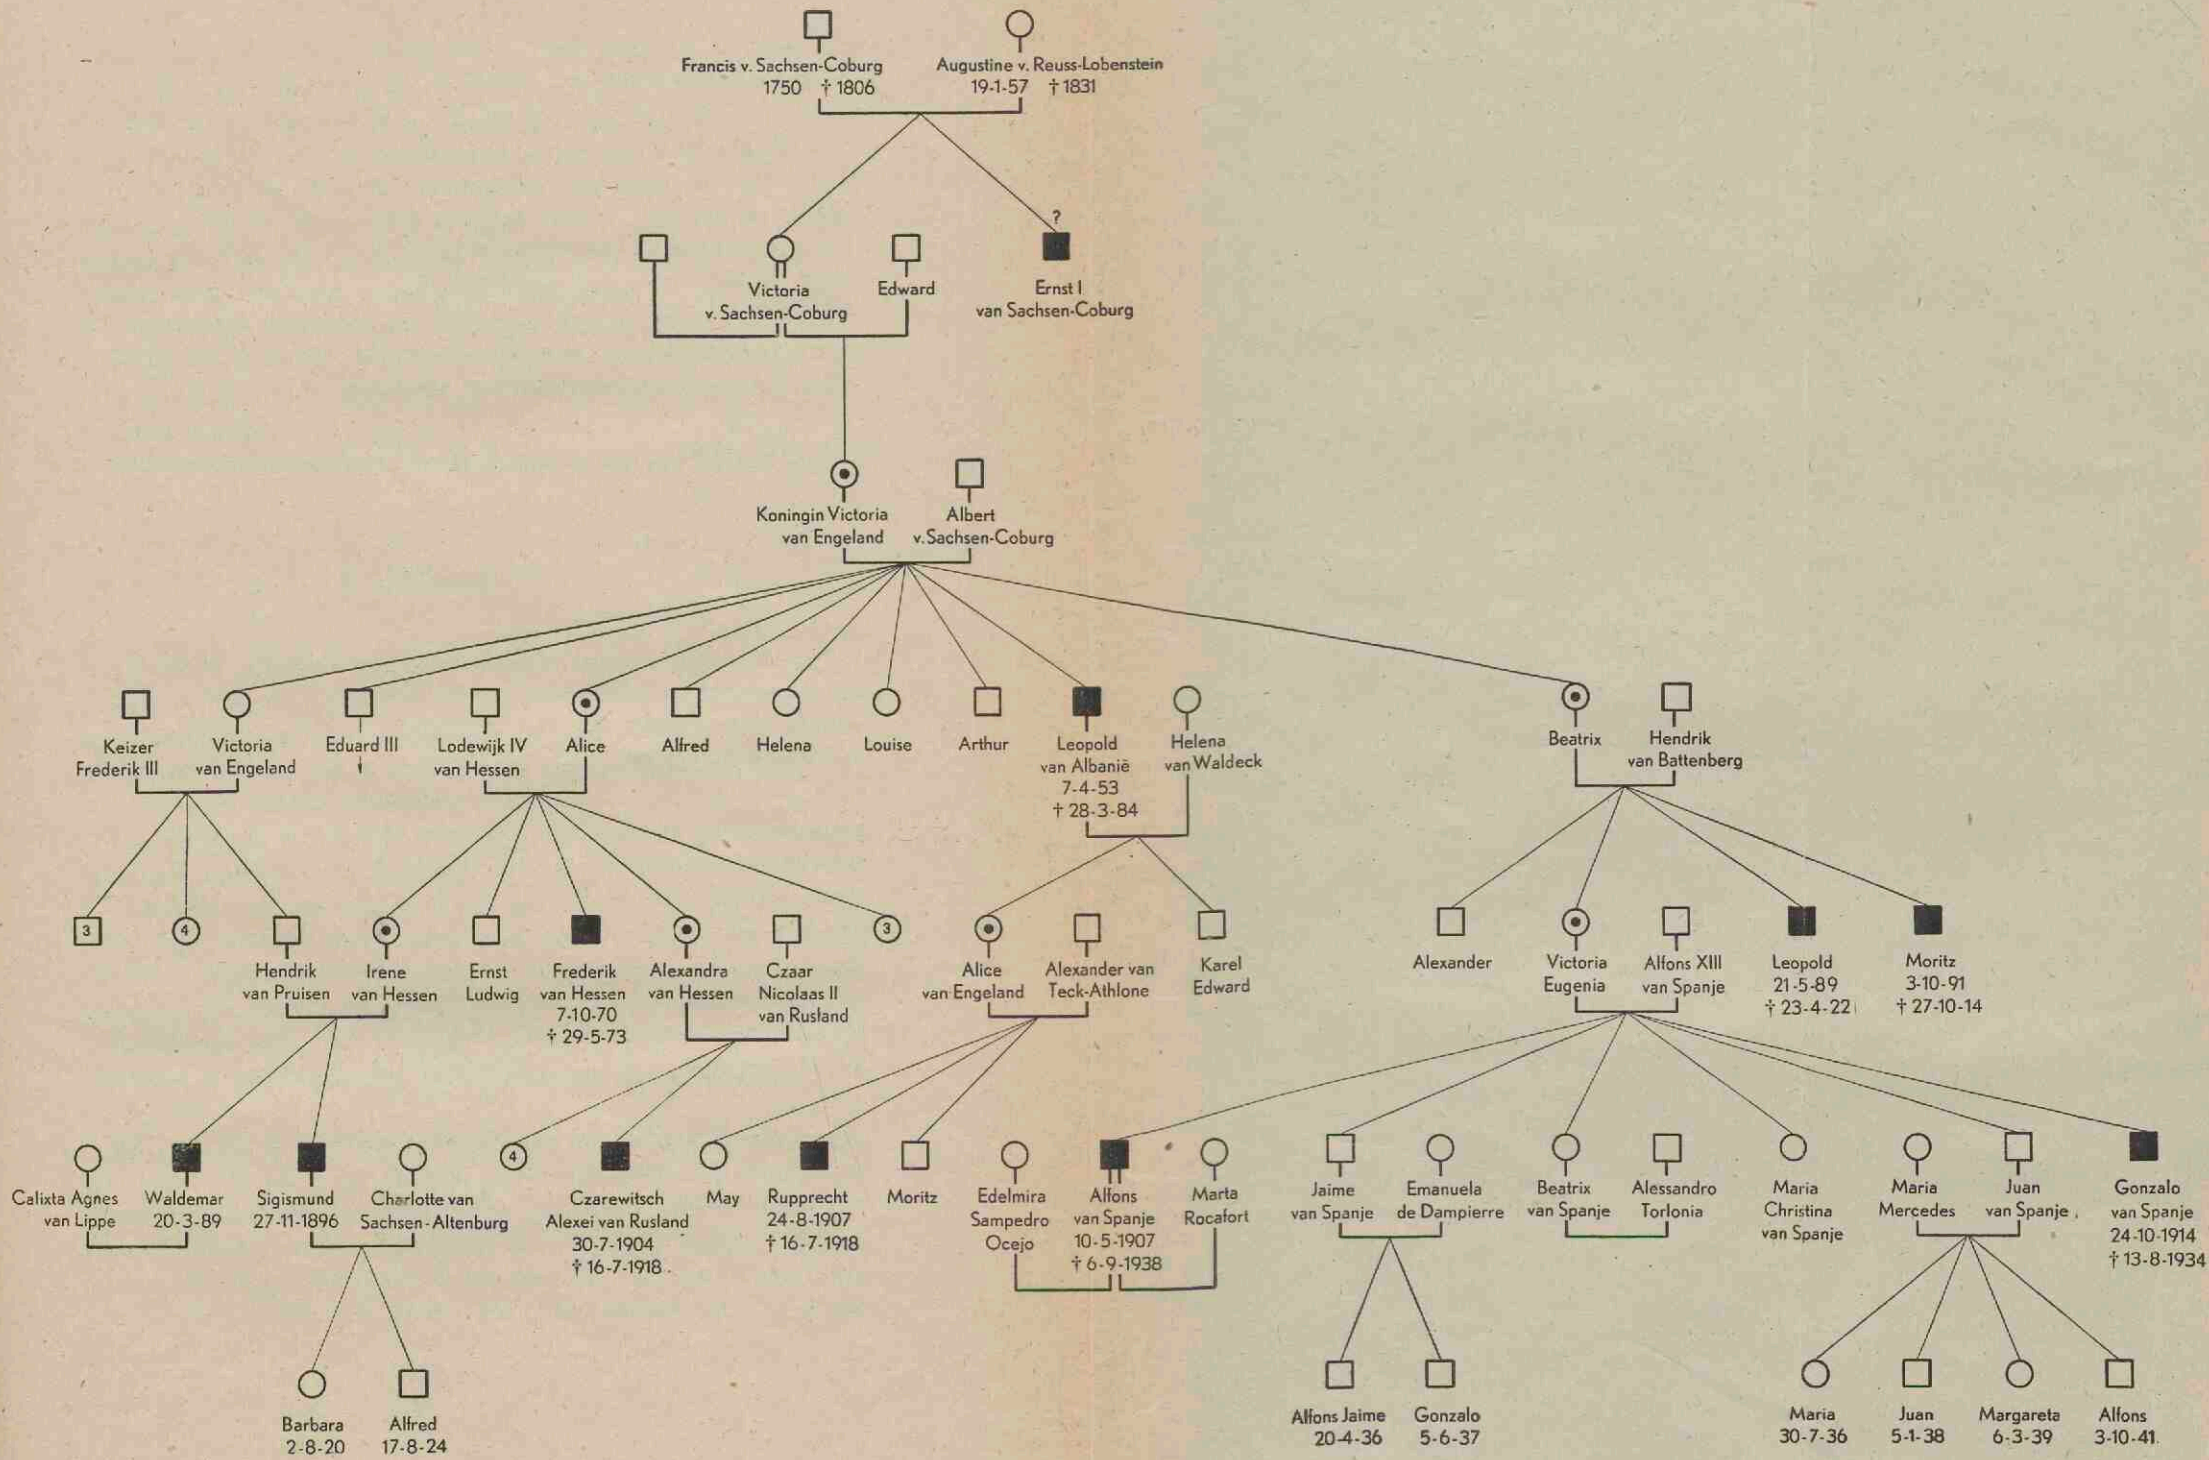 Francis v. Sachsen-Coburg
1750 † 1806
Augustine v. Reuss-Lobenstein
19-1-57 † 1831
?
Victoria
v. Sachsen-Coburg
Edward
Ernst I
van Sachsen-Coburg
Koningin Victoria
van Engeland
Albert
v. Sachsen-Coburg
Keizer
Frederik III
Victoria
van Engeland
Eduard III
Lodewijk IV
van Hessen
Alice
Alfred
Helena
Louise
Arthur
Leopold
van Albanië
7-4-53
† 28-3-84
Helena
van Waldeck
Beatrix
Hendrik
van Battenberg
3
4
Hendrik
van Pruisen
Irene
van Hessen
Ernst
Ludwig
Frederik
van Hessen
7-10-70
† 29-5-73
Alexandra
van Hessen
Czaar
Nicolaas II
van Rusland
3
Alice
van Engeland
Alexander van
Teck-Athlone
Karel
Edward
Alexander
Victoria
Eugenia
Alfons XIII
van Spanje
Leopold
21-5-89
† 23-4-22
Moritz
3-10-91
† 27-10-14
Calixta Agnes
van Lippe
Waldemar
20-3-89
Sigismund
27-11-1896
Charlotte van
Sachsen-Altenburg
4
Czarewitsch
Alexei van Rusland
30-7-1904
† 16-7-1918
May
Rupprecht
24-8-1907
† 16-7-1918
Moritz
Edelmira
Sampedro
Ocejo
Alfons
van Spanje
10-5-1907
† 6-9-1938
Marta
Rocafort
Jaime
van Spanje
Emanuela
de Dampierre
Beatrix
van Spanje
Alessandro
Torlonia
Maria
Christina
van Spanje
Maria
Mercedes
Juan
van Spanje
Gonzalo
van Spanje
24-10-1914
† 13-8-1934
Barbara
2-8-20
Alfred
17-8-24
Alfons Jaime
20-4-36
Gonzalo
5-6-37
Maria
30-7-36
Juan
5-1-38
Margareta
6-3-39
Alfons
3-10-41